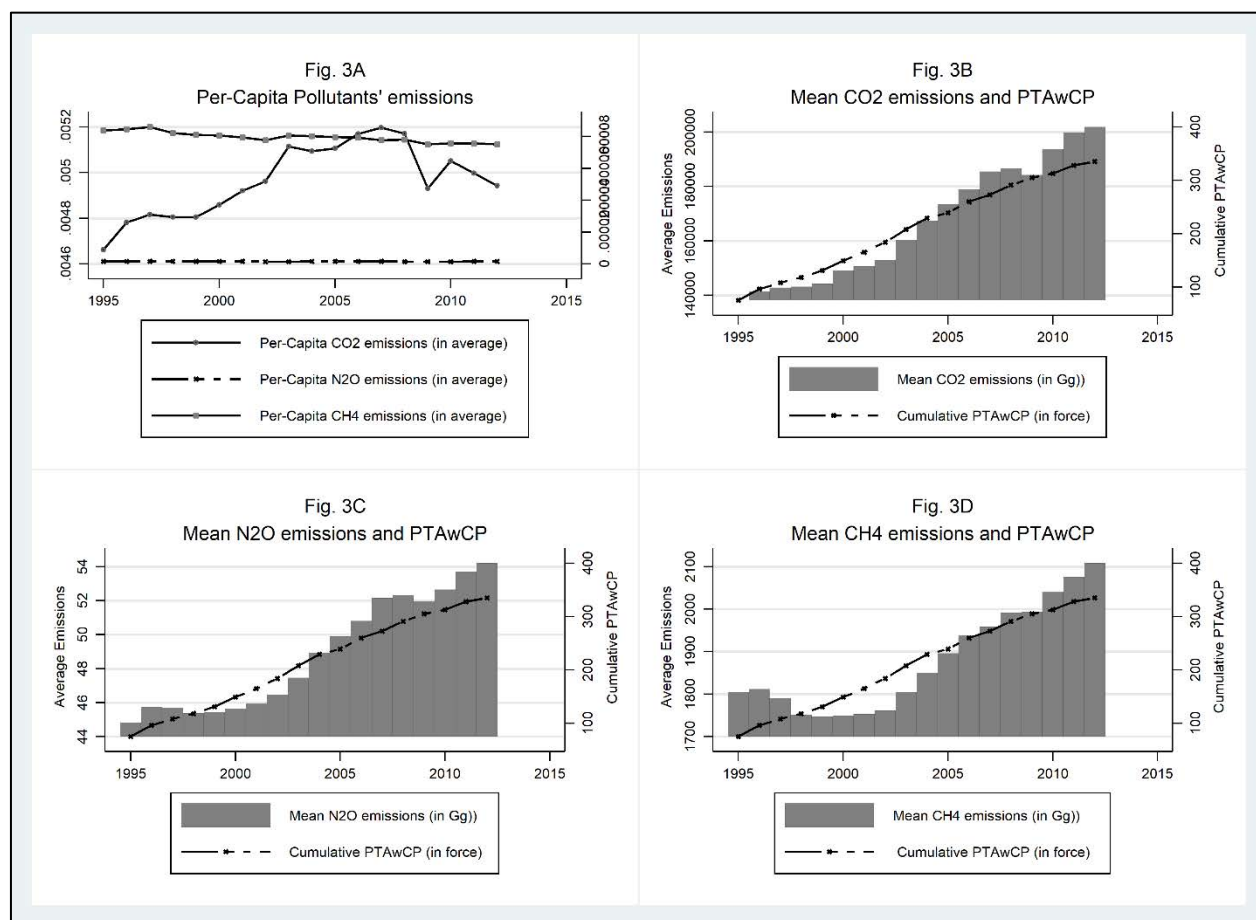 Fig. 3A
Per-Capita Pollutants' emissions
.0052
.005
.0048
.0046
0
1995
2000
2005
2010
2015
Per-Capita CO2 emissions (in average)
Per-Capita N2O emissions (in average)
Per-Capita CH4 emissions (in average)
Fig. 3B
Mean CO2 emissions and PTAwCP
Average Emissions
200000
180000
160000
140000
400
300
200
100
Cumulative PTAwCP
1995
2000
2005
2010
2015
Mean CO2 emissions (in Gg))
Cumulative PTAwCP (in force)
Fig. 3C
Mean N2O emissions and PTAwCP
Average Emissions
54
52
50
48
46
44
400
300
200
100
Cumulative PTAwCP
1995
2000
2005
2010
2015
Mean N2O emissions (in Gg))
Cumulative PTAwCP (in force)
Fig. 3D
Mean CH4 emissions and PTAwCP
Average Emissions
2100
2000
1900
1800
1700
400
300
200
100
Cumulative PTAwCP
1995
2000
2005
2010
2015
Mean CH4 emissions (in Gg))
Cumulative PTAwCP (in force)